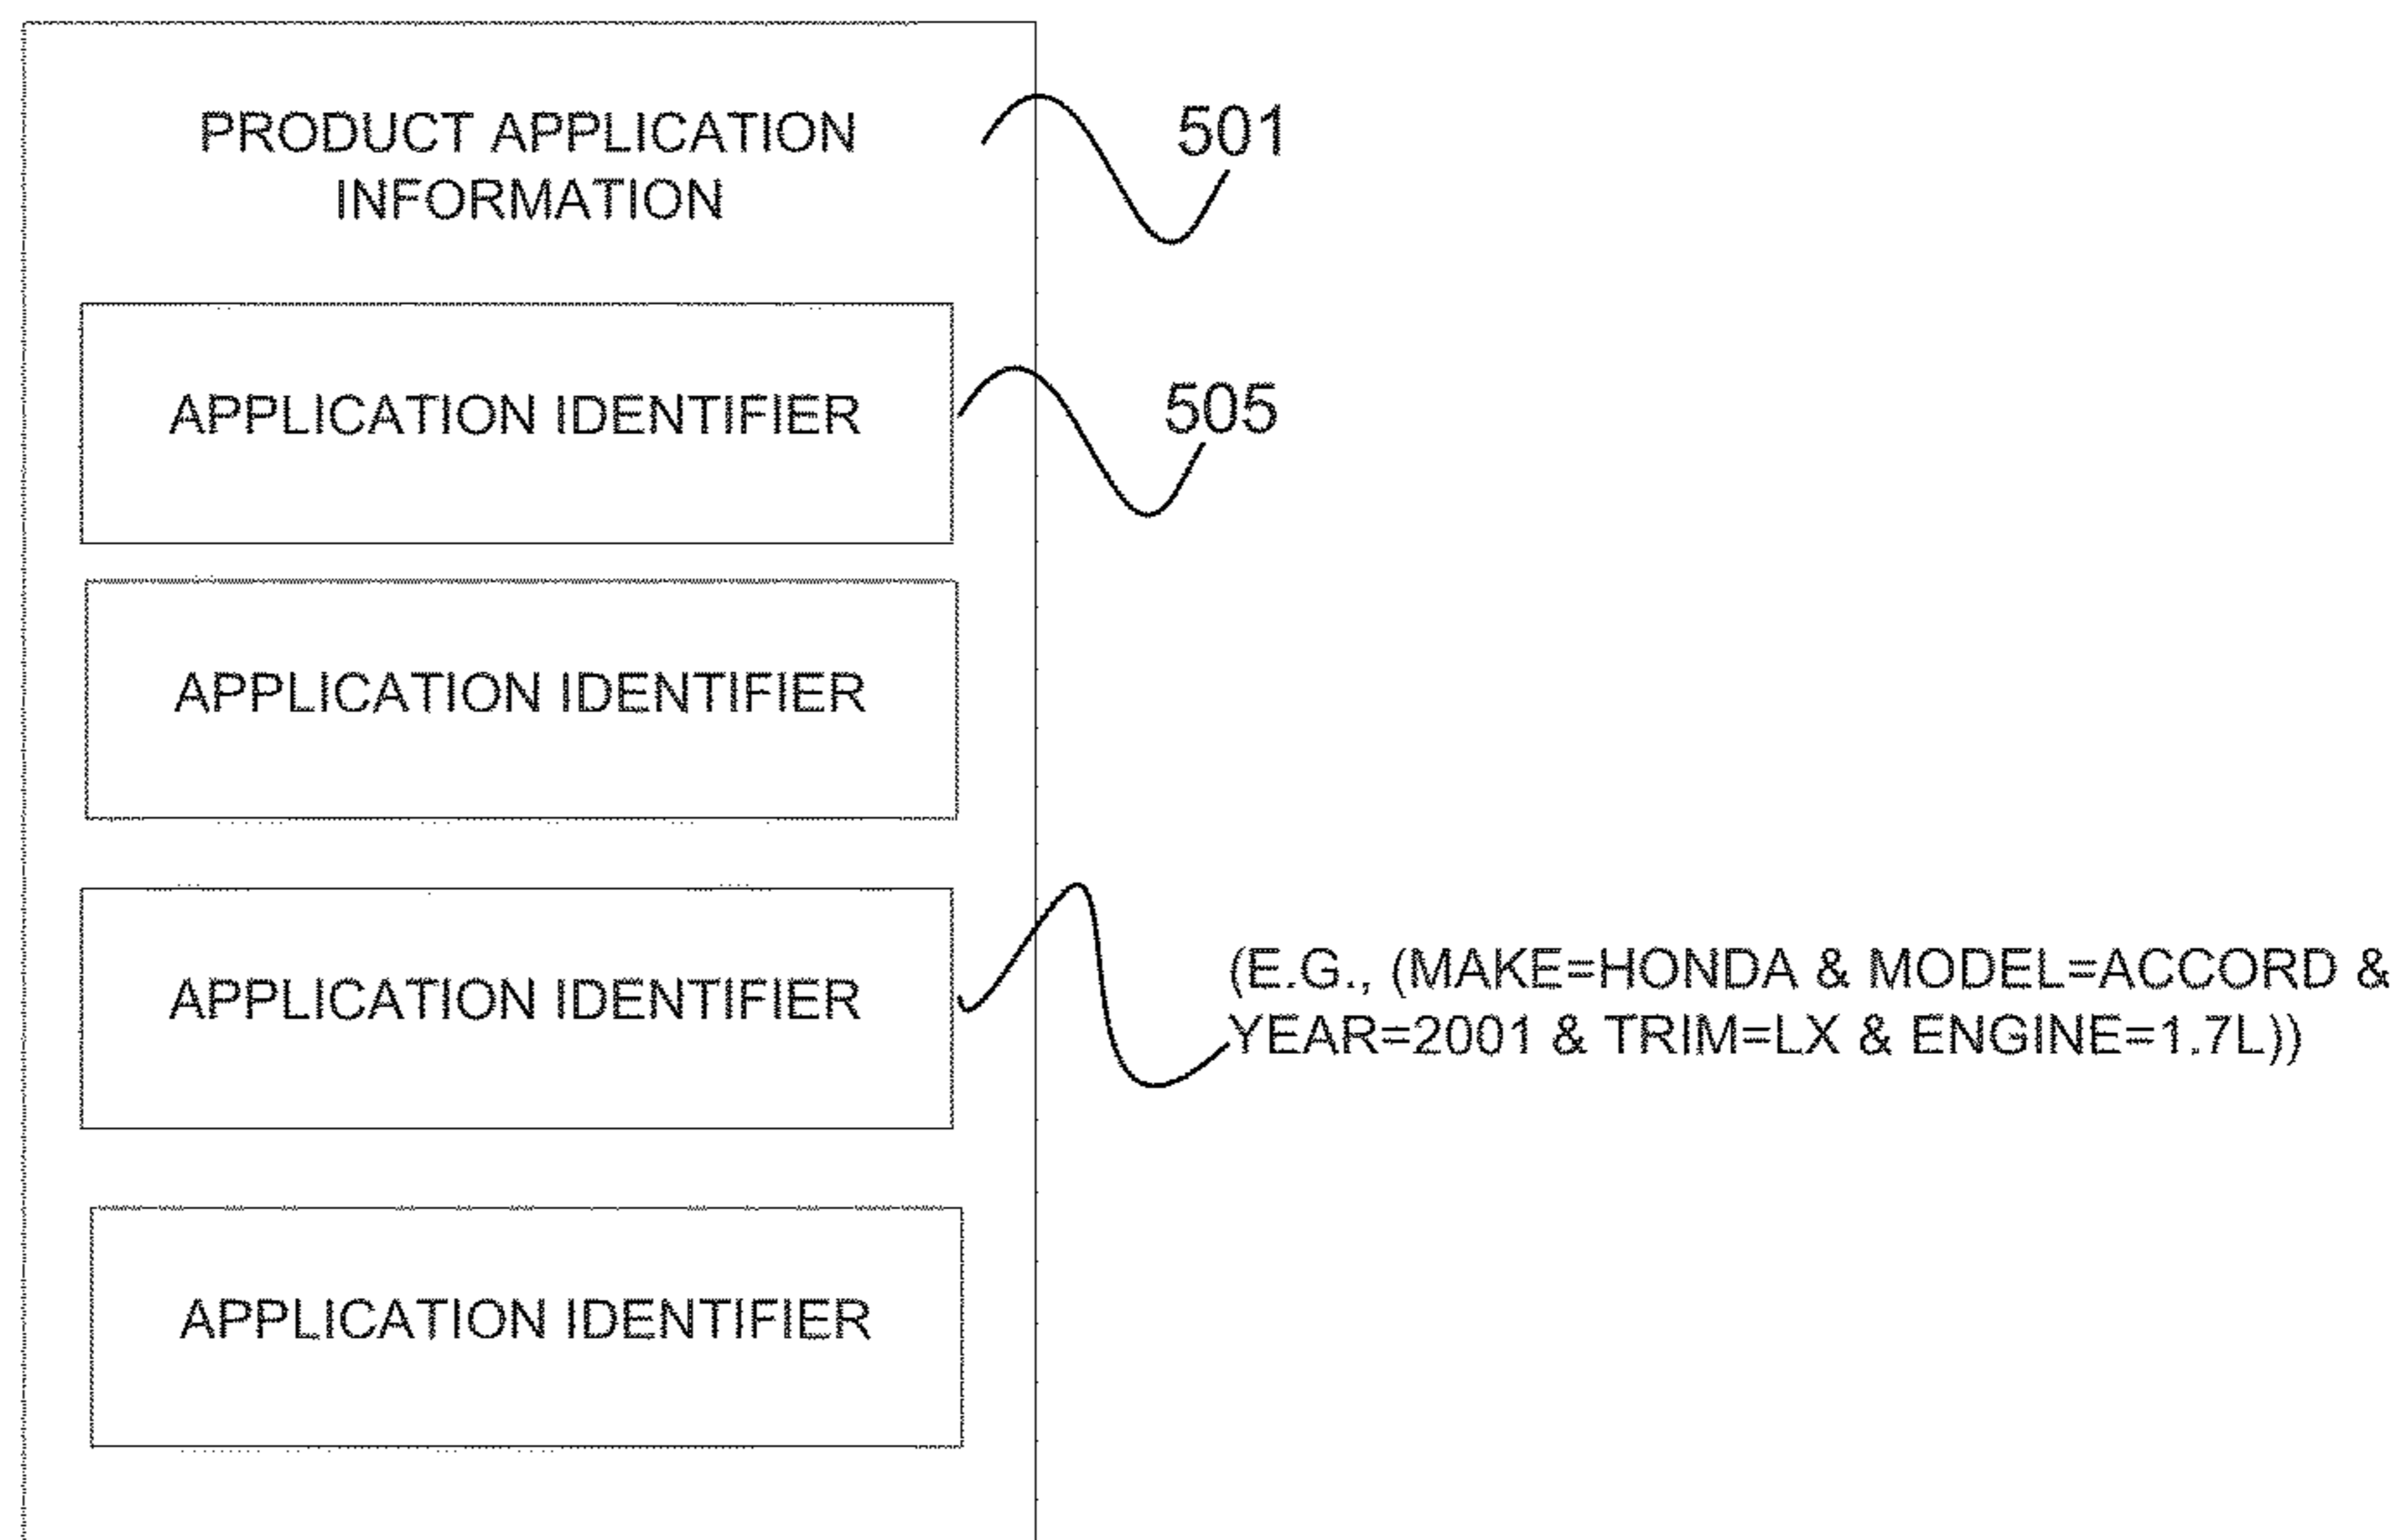 PRODUCT APPLICATION
INFORMATION
501
APPLICATION IDENTIFIER
505
APPLICATION IDENTIFIER
APPLICATION IDENTIFIER
(E.G., (MAKE=HONDA & MODEL=ACCORD &
YEAR=2001 & TRIM=LX & ENGINE=1.7L))
APPLICATION IDENTIFIER